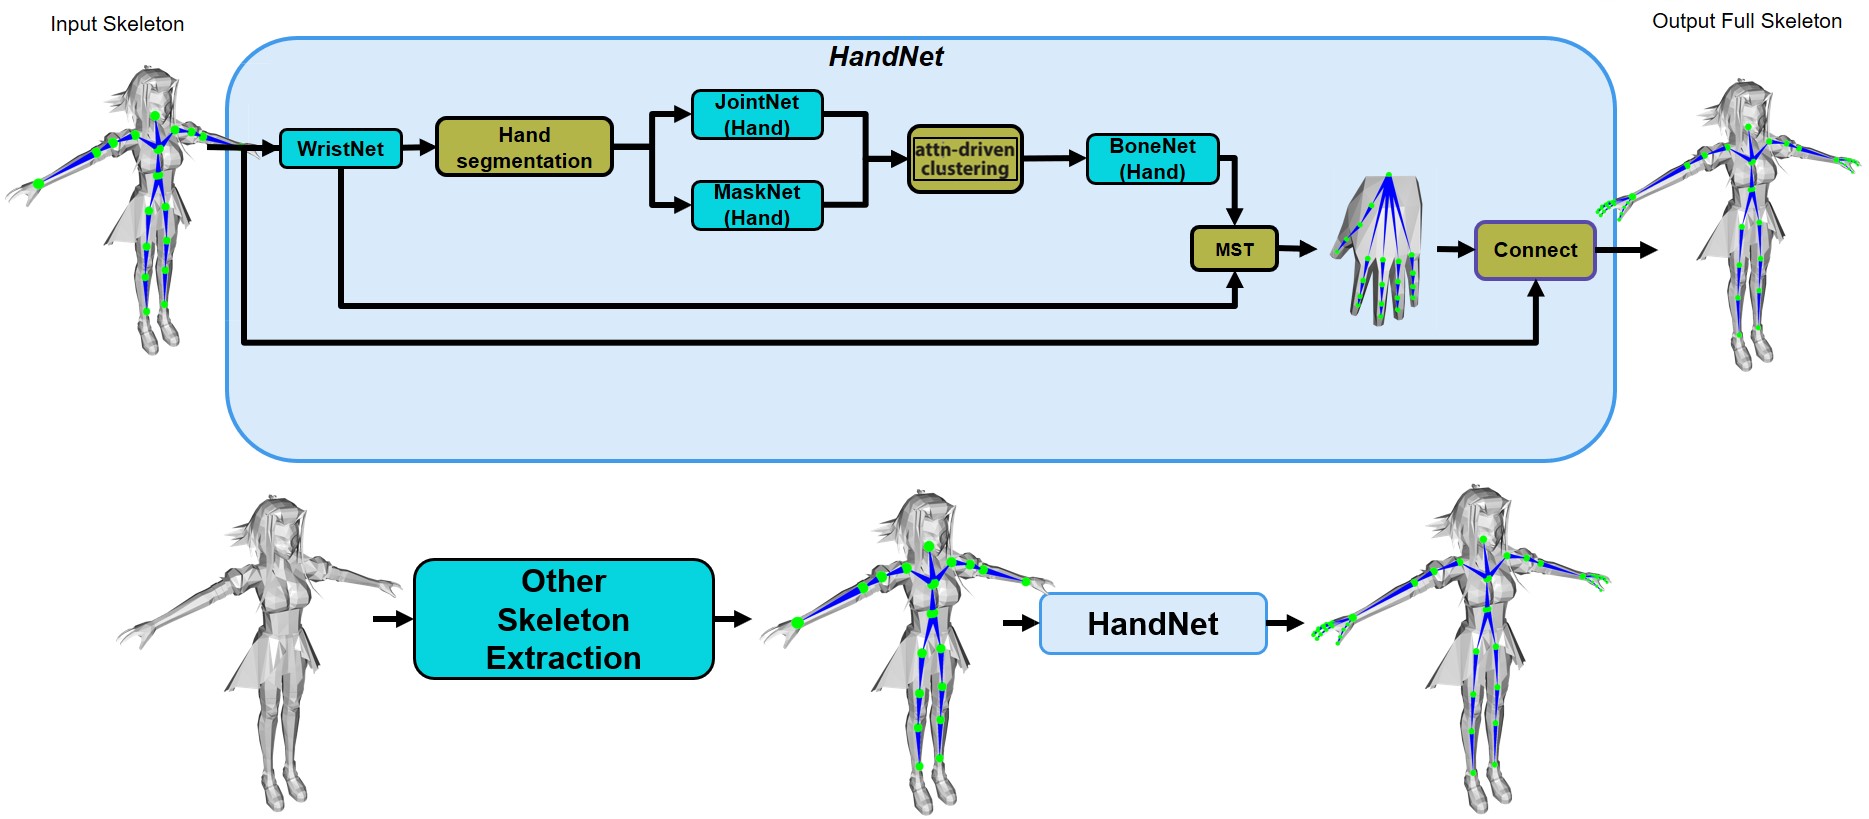 Input Skeleton
Output Full Skeleton
HandNet
WristNet
Hand
segmentation
JointNet
(Hand)
MaskNet
(Hand)
attn-driven
clustering
BoneNet
(Hand)
MST
Connect
Other
Skeleton
Extraction
HandNet